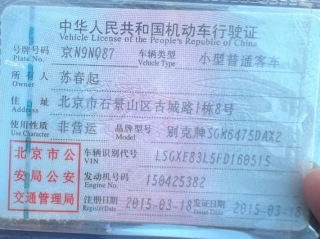 中华人民共和国机动车行驶证
Vehicle License of the People's Republic of China
号牌号码 京N9NQ87 车辆类型 小型普通客车
Plate No. Vehicle Type
所有人 苏春起
Owner
住址 北京市石景山区古城路1栋8号
Address
使用性质 非营运 品牌型号 别克牌SGM6475DAX2
Use Character Model
北京市公安局公安交通管理局
车辆识别代号 LSGXE83L5FD160515
VIN
发动机号码 150425382
Engine No.
注册日期 2015-03-18 发证日期 2015-03-18
Register Date Issue Date